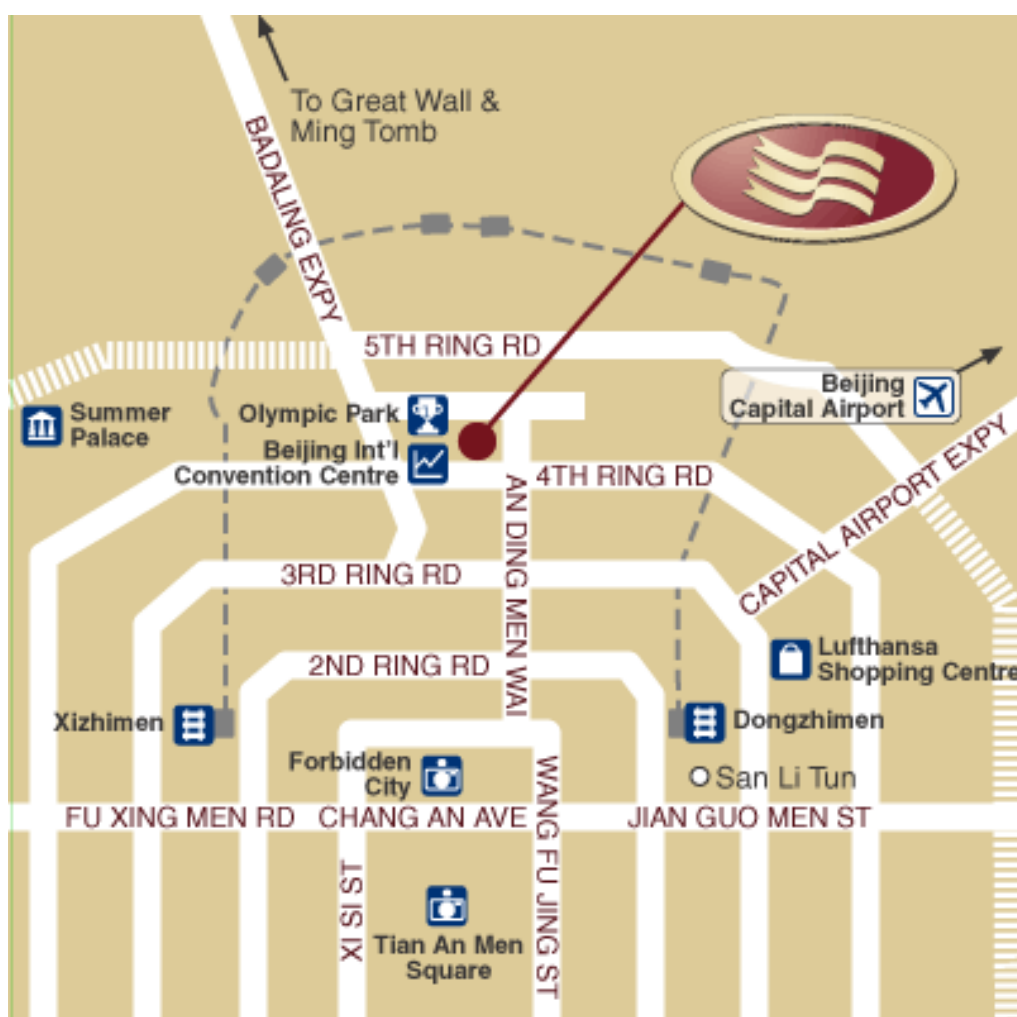 To Great Wall &
Ming Tomb
BADALING EXPY
5TH RING RD
Beijing
Capital Airport
Summer
Palace
Olympic Park
Beijing Int'l
Convention Centre
4TH RING RD
AN DING MEN WAI
CAPITAL AIRPORT EXPY
3RD RING RD
Lufthansa
Shopping Centre
2ND RING RD
Xizhimen
Dongzhimen
Forbidden
City
San Li Tun
FU XING MEN RD
CHANG AN AVE
JIAN GUO MEN ST
WANG FU JING ST
XI SI ST
Tian An Men
Square